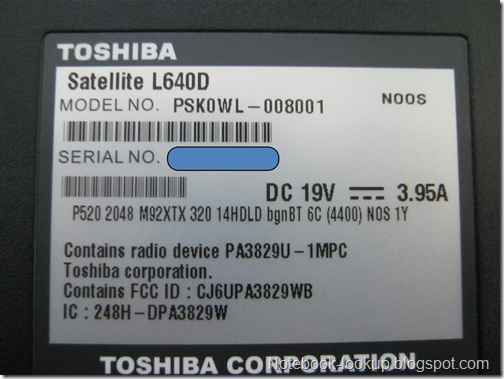 TOSHIBA
Satellite L640D
MODEL NO. PSK0WL-008001 NOOS
SERIAL NO.
DC 19V 3.95A
P520 2048 M92XTX 320 14HDLD bgnBT 6C (4400) NOS 1Y
Contains radio device PA3829U-1MPC
Toshiba corporation.
Contains FCC ID : CJ6UPA3829WB
IC : 248H-DPA3829W
Notebook-lookup.blogspot.com
TOSHIBA CORPORATION